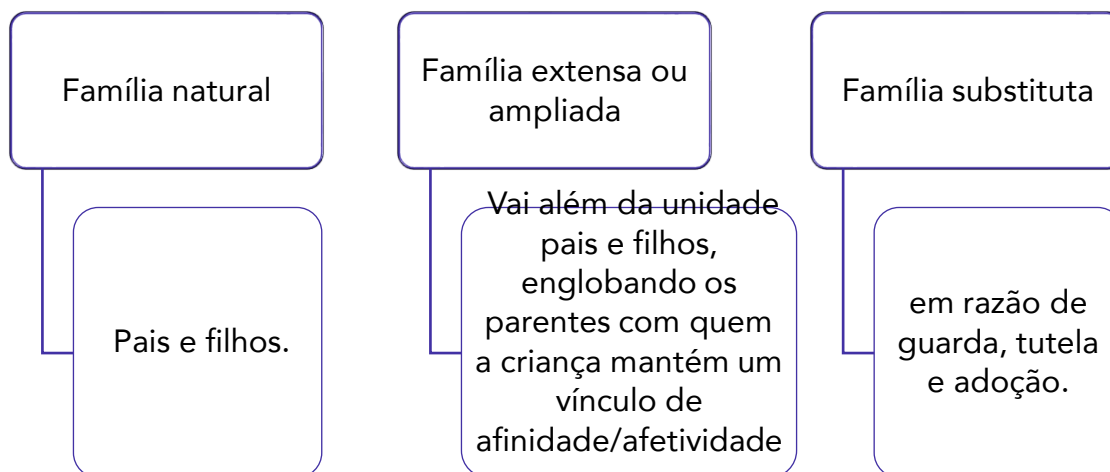 Família natural
Pais e filhos.
Família extensa ou
ampliada
Vai além da unidade
pais e filhos,
englobando os
parentes com quem
a criança mantém um
vínculo de
afinidade/afetividade
Família substituta
em razão de
guarda, tutela
e adoção.